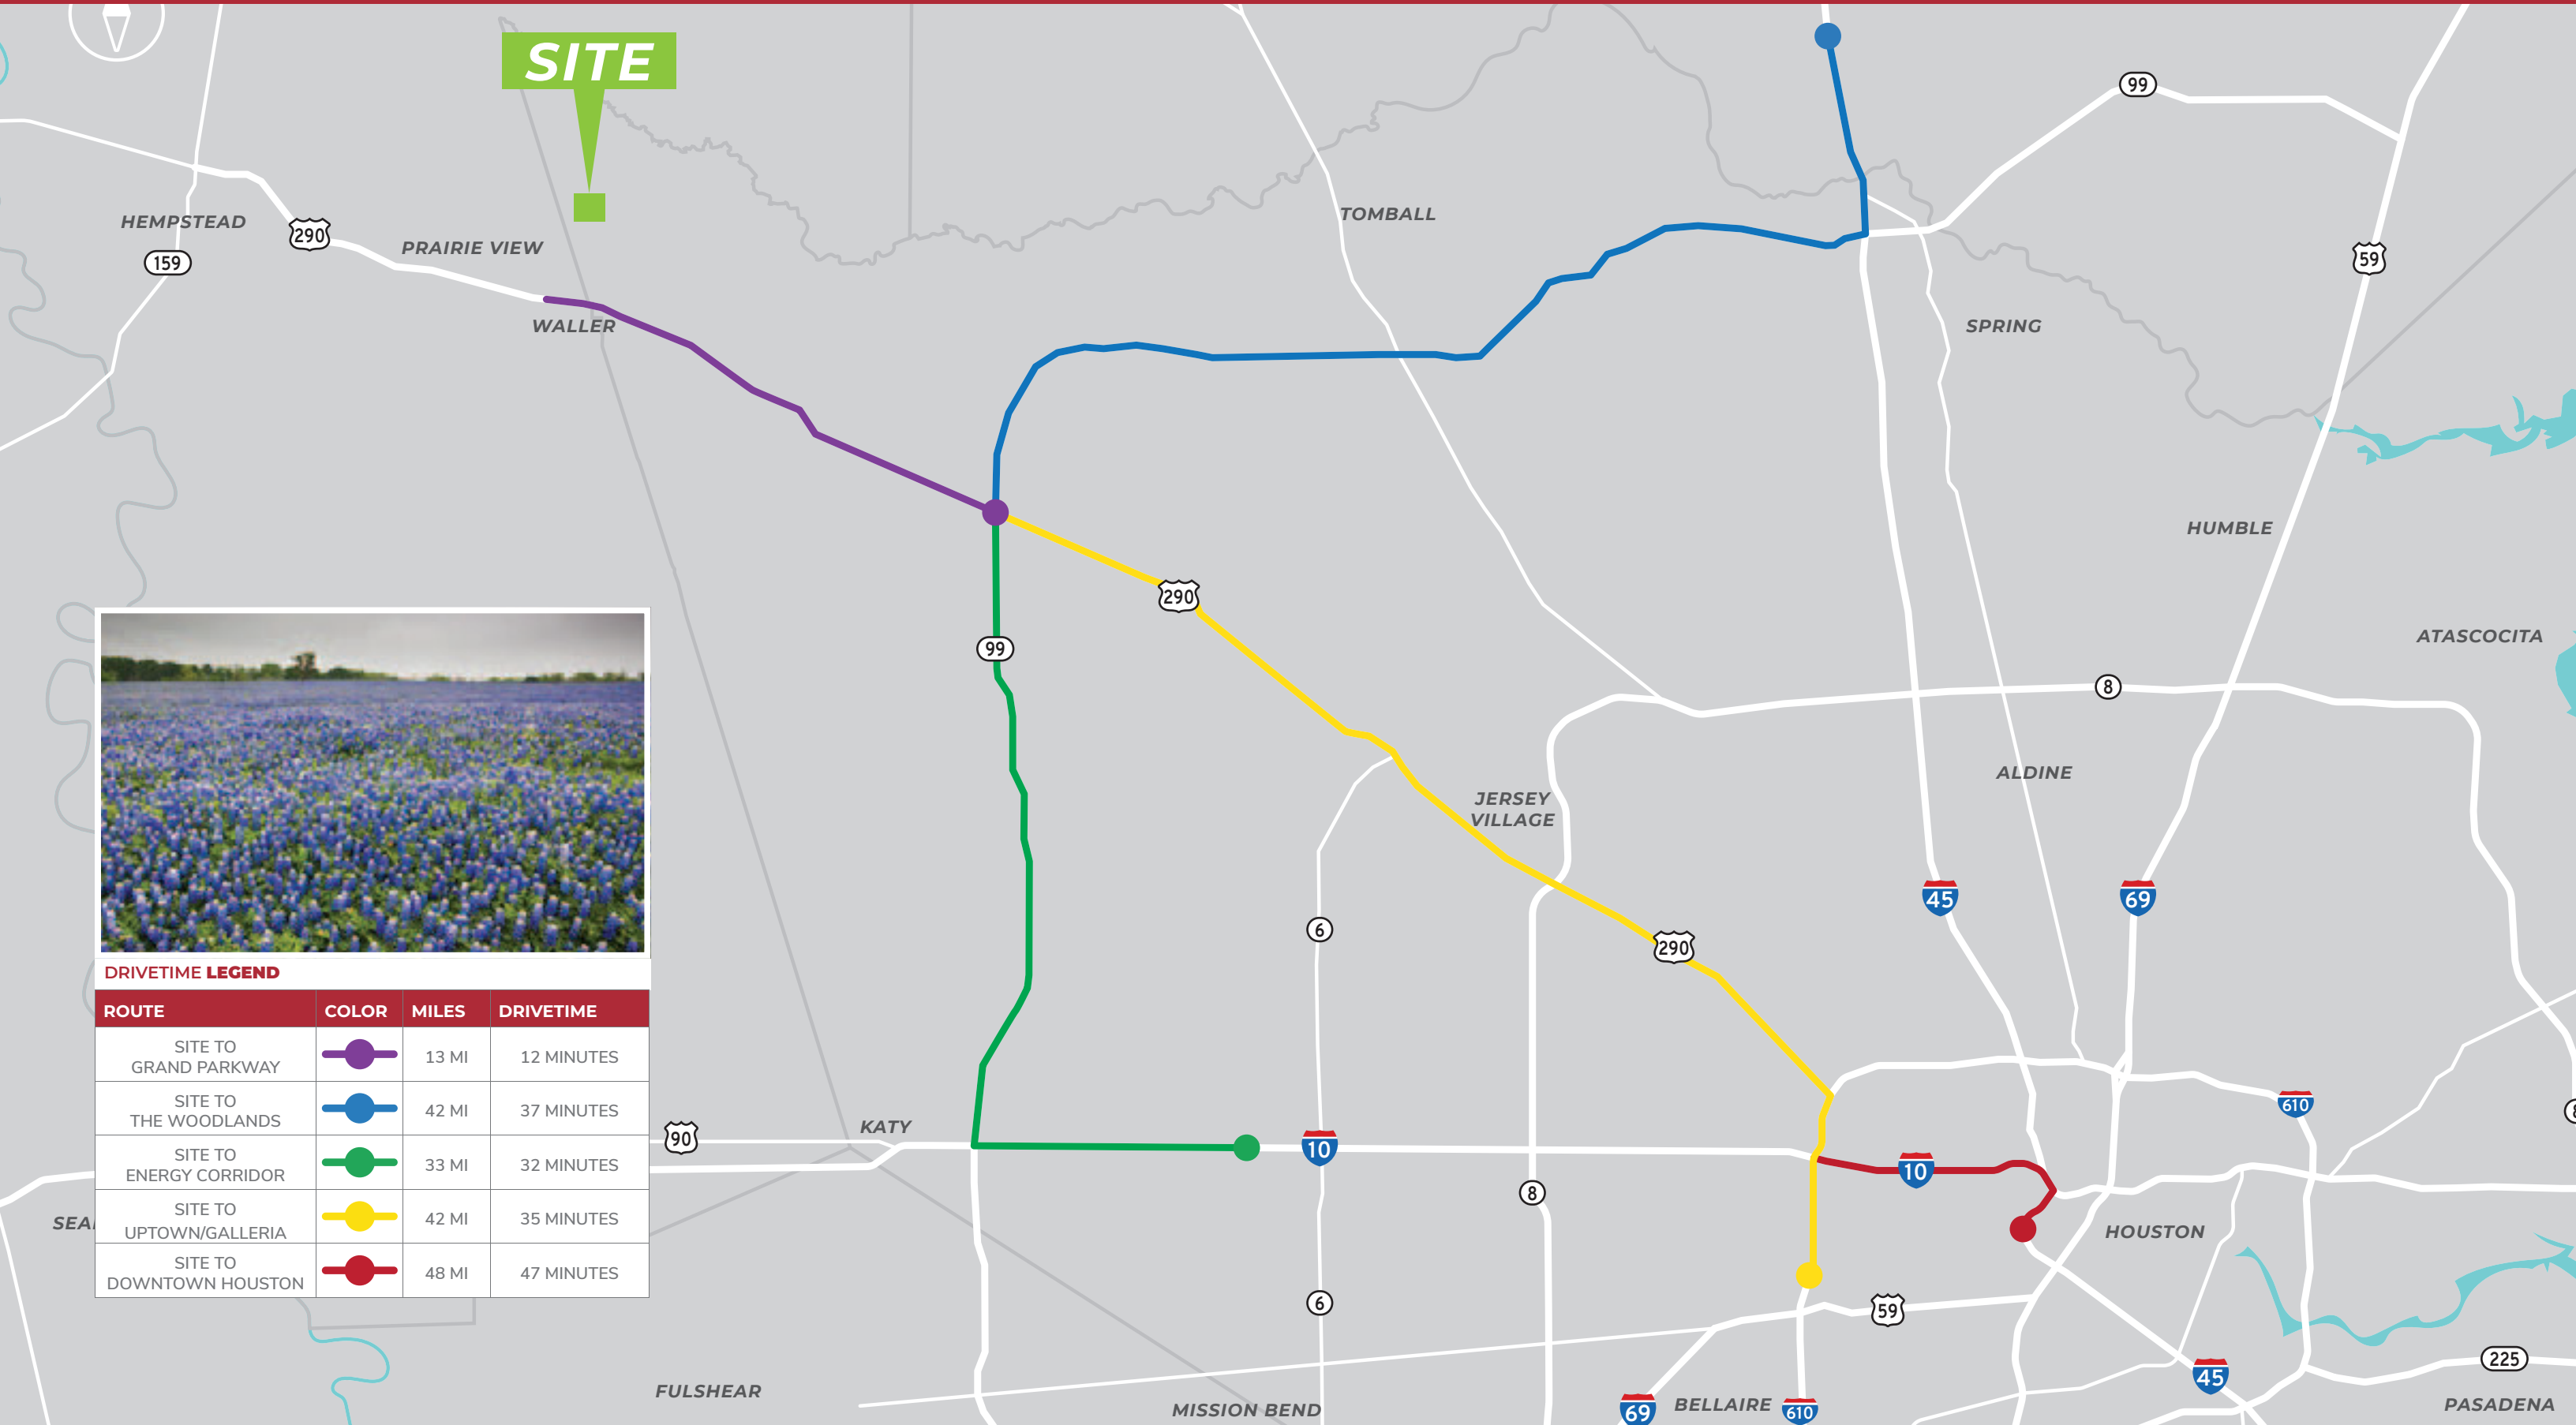 SITE
99
HEMPSTEAD
TOMBALL
290
PRAIRIE VIEW
159
59
WALLER
SPRING
HUMBLE
290
ATASCOCITA
99
8
ALDINE
JERSEY
VILLAGE
45
69
6
290
DRIVETIME LEGEND
ROUTE COLOR MILES DRIVETIME
SITE TO
GRAND PARKWAY
13 MI 12 MINUTES
SITE TO
THE WOODLANDS
42 MI 37 MINUTES
SITE TO
ENERGY CORRIDOR
33 MI 32 MINUTES
SITE TO
UPTOWN/GALLERIA
42 MI 35 MINUTES
SITE TO
DOWNTOWN HOUSTON
48 MI 47 MINUTES
610
90
KATY
10
10
8
SEA
HOUSTON
6
59
225
45
FULSHEAR
MISSION BEND
69
BELLAIRE
610
PASADENA